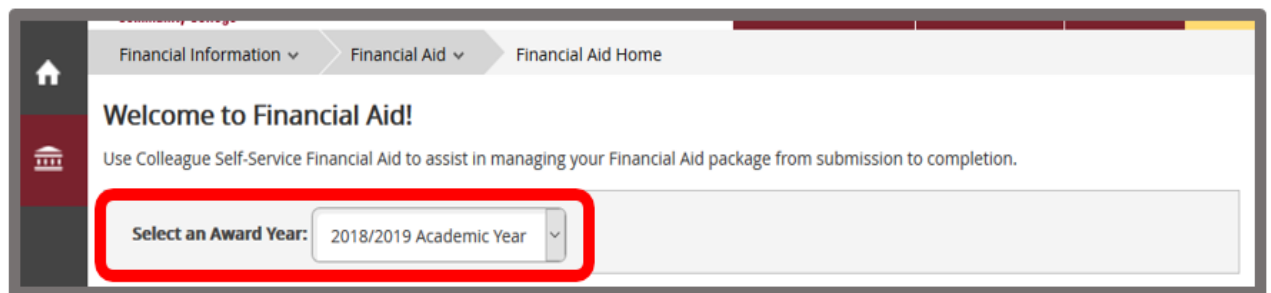 Financial Information Financial Aid Financial Aid Home
Welcome to Financial Aid!
Use Colleague Self-Service Financial Aid to assist in managing your Financial Aid package from submission to completion.
Select an Award Year: 2018/2019 Academic Year